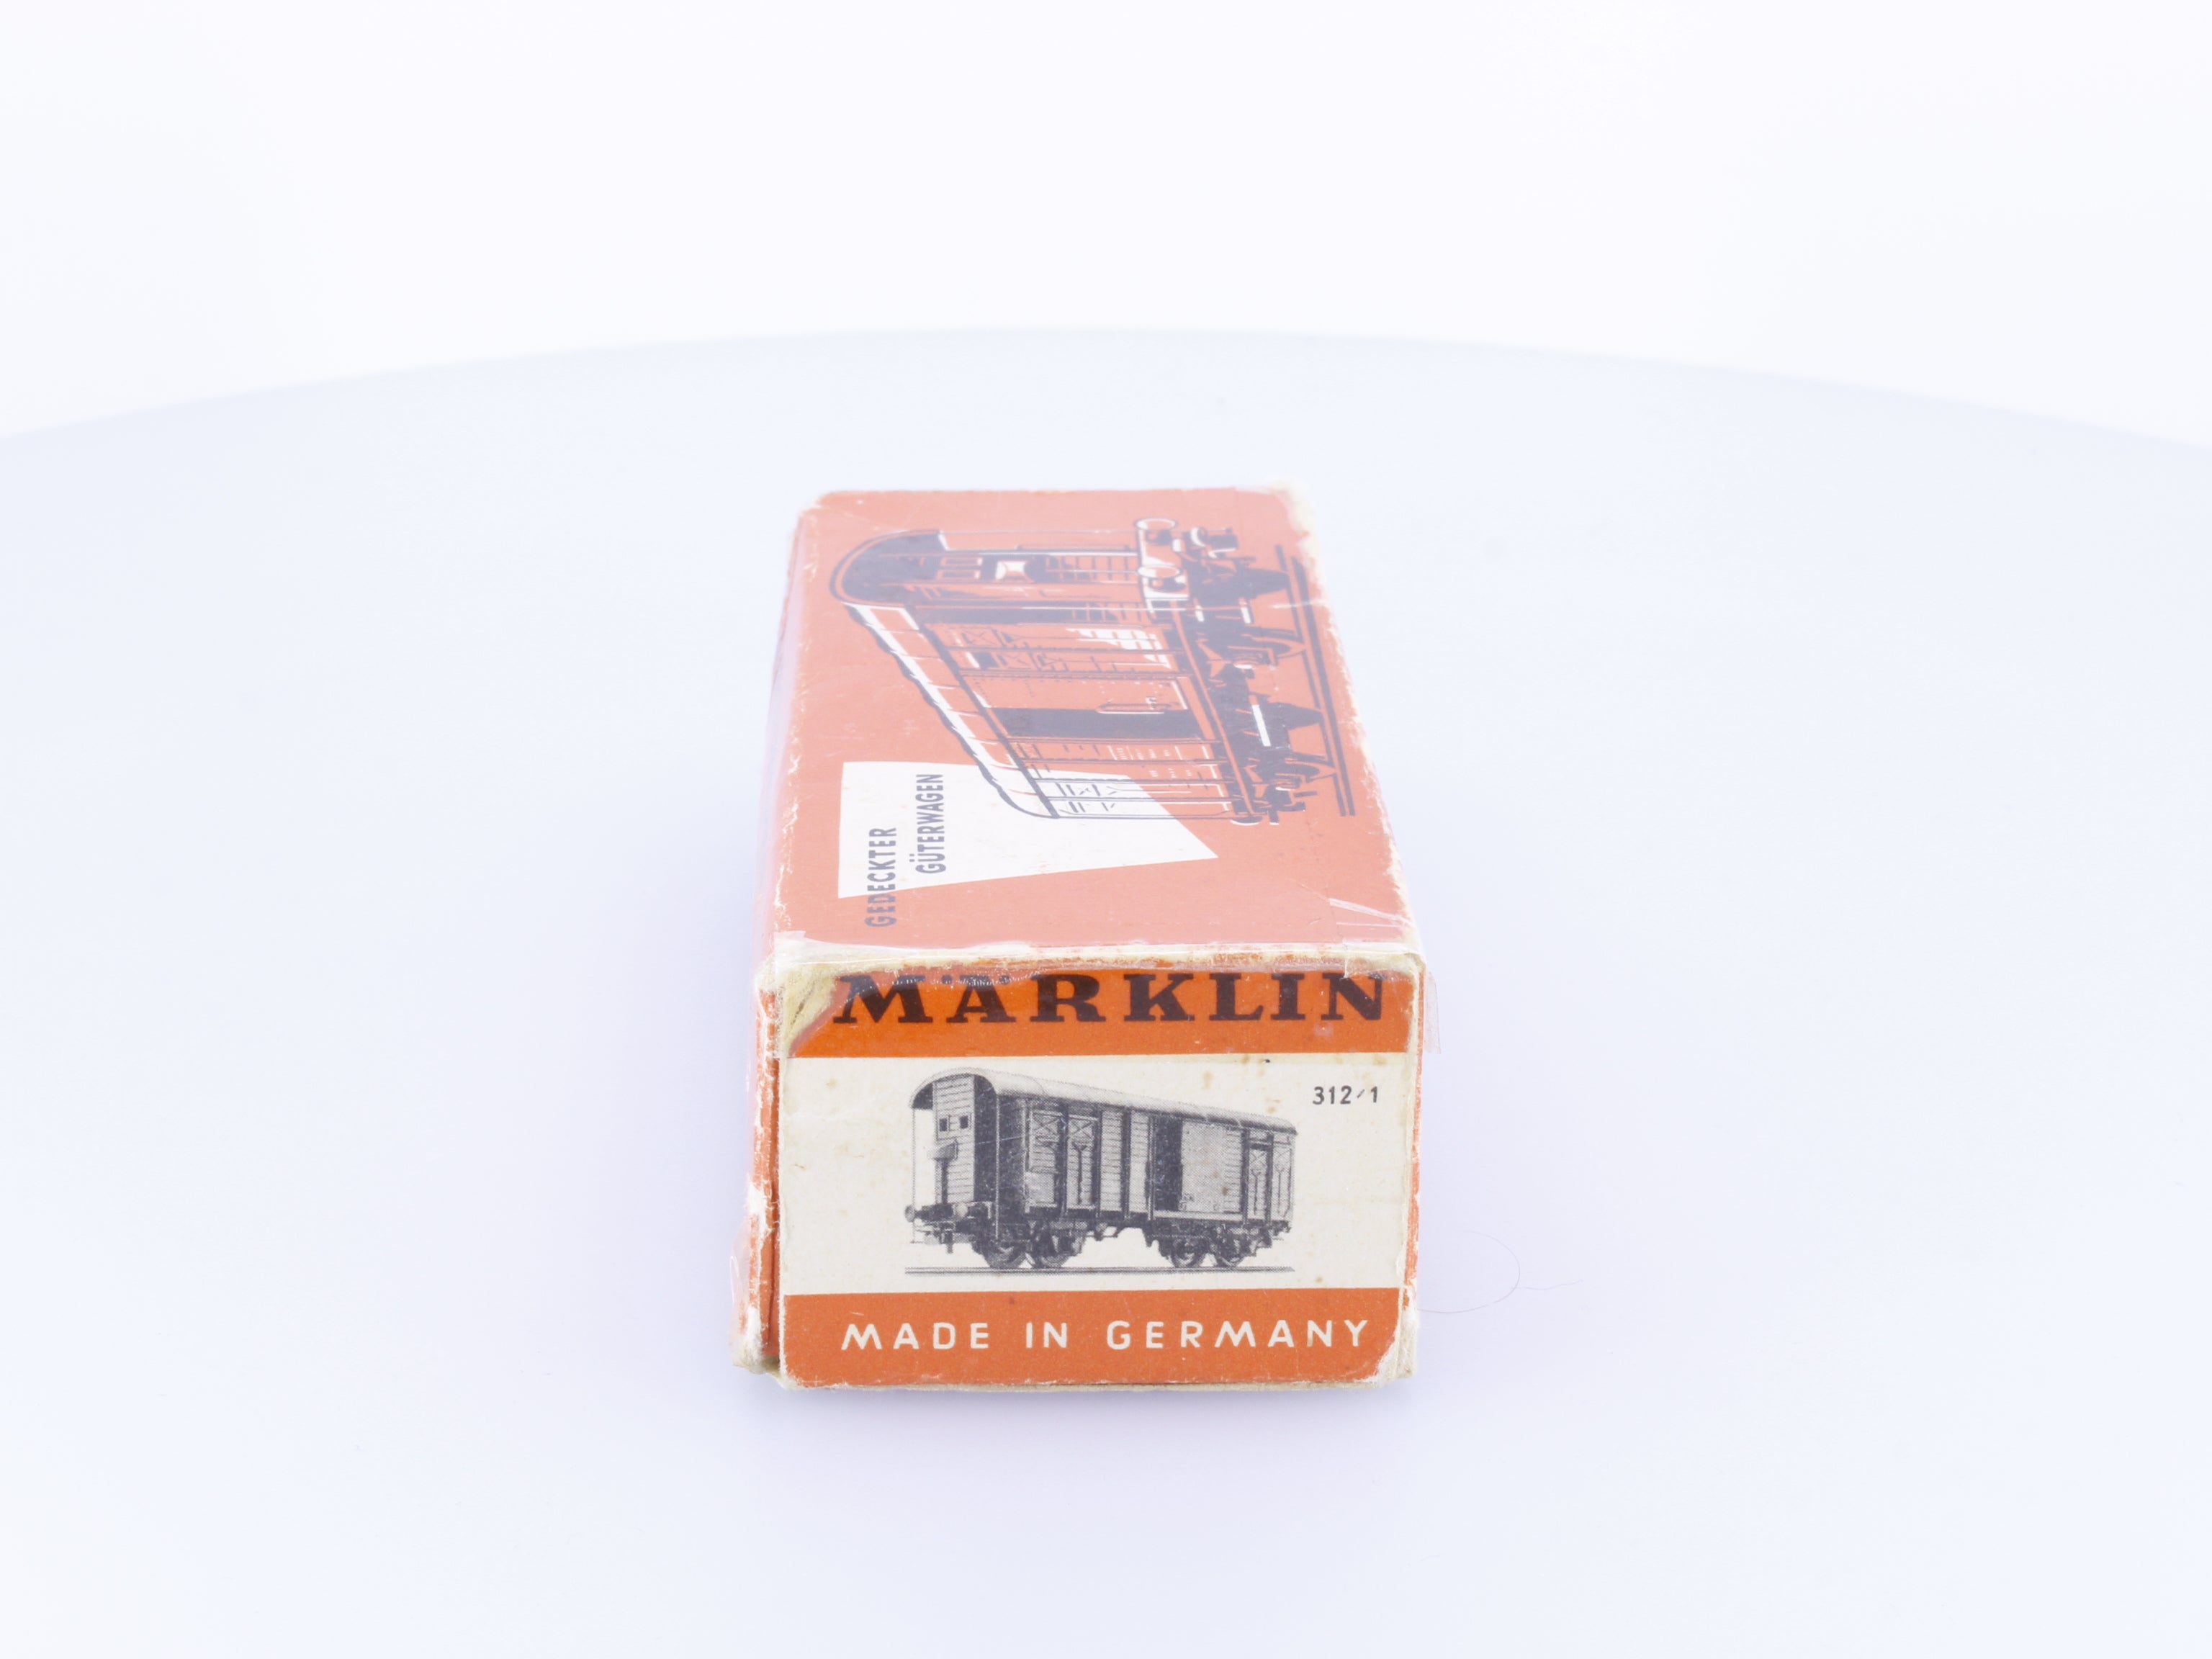 GEDECKTER
GÜTERWAGEN
MÄRKLIN
312/1
MADE IN GERMANY